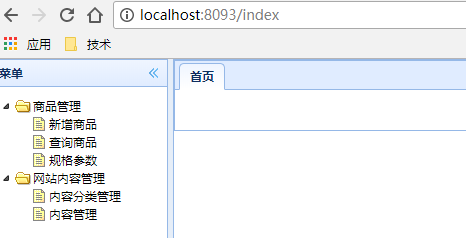 localhost:8093/index
应用 技术
菜单
首页
商品管理
新增商品
查询商品
规格参数
网站内容管理
内容分类管理
内容管理